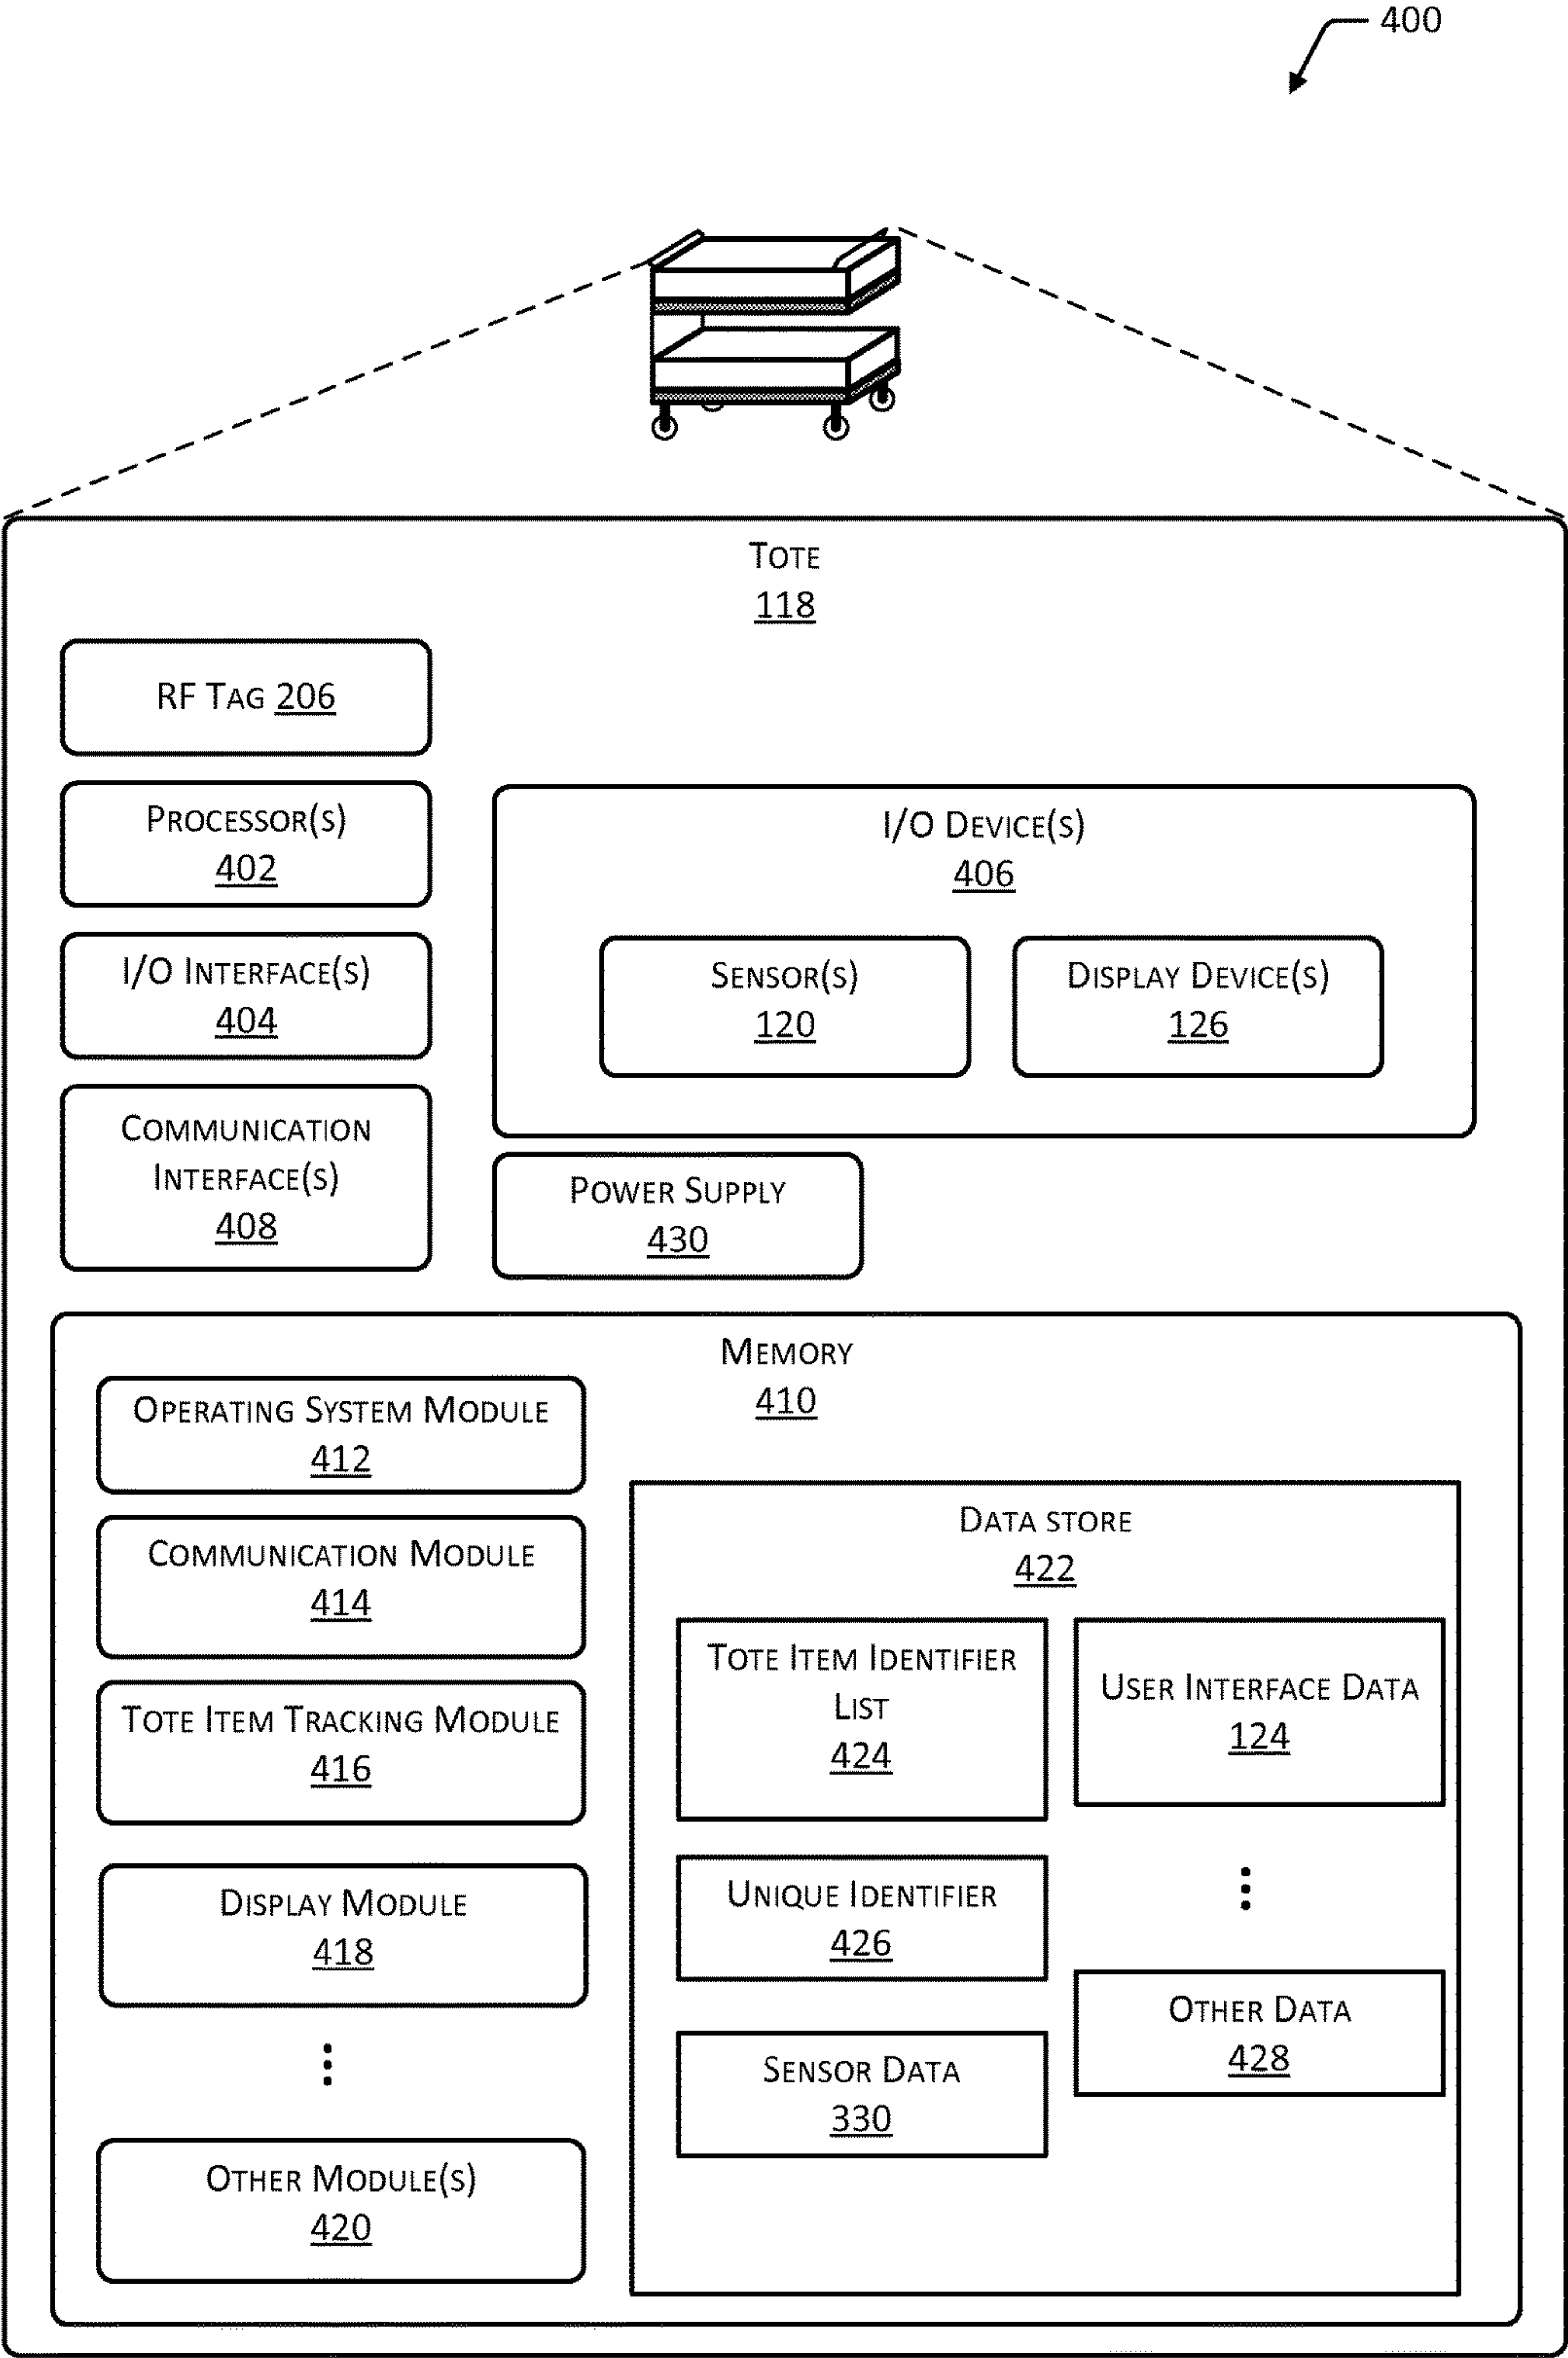 400
TOTE
118
RF TAG 206
PROCESSOR(S)
402
I/O INTERFACE(S)
404
COMMUNICATION
INTERFACE(S)
408
I/O DEVICE(S)
406
SENSOR(S)
120
DISPLAY DEVICE(S)
126
POWER SUPPLY
430
MEMORY
410
OPERATING SYSTEM MODULE
412
COMMUNICATION MODULE
414
TOTE ITEM TRACKING MODULE
416
DISPLAY MODULE
418
OTHER MODULE(S)
420
DATA STORE
422
TOTE ITEM IDENTIFIER
LIST
424
UNIQUE IDENTIFIER
426
SENSOR DATA
330
USER INTERFACE DATA
124
OTHER DATA
428